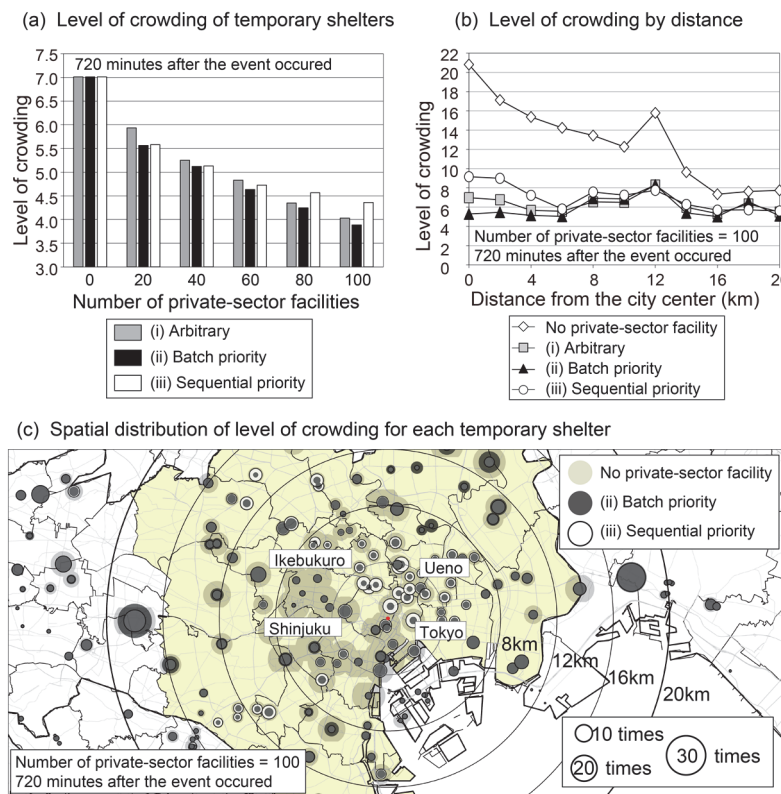 (a) Level of crowding of temporary shelters
720 minutes after the event occured
Level of crowding
7.5
7.0
6.5
6.0
5.5
5.0
4.5
4.0
3.5
3.0
0 20 40 60 80 100
Number of private-sector facilities
(i) Arbitrary
(ii) Batch priority
(iii) Sequential priority
(b) Level of crowding by distance
Level of crowding
22
20
18
16
14
12
10
8
6
4
2
0
Number of private-sector facilities = 100
720 minutes after the event occured
0 4 8 12 16 20
Distance from the city center (km)
No private-sector facility
(i) Arbitrary
(ii) Batch priority
(iii) Sequential priority
(c) Spatial distribution of level of crowding for each temporary shelter
No private-sector facility
(ii) Batch priority
(iii) Sequential priority
Ikebukuro
Ueno
Shinjuku
Tokyo
8km
12km
16km
20km
10 times
20 times
30 times
Number of private-sector facilities = 100
720 minutes after the event occured